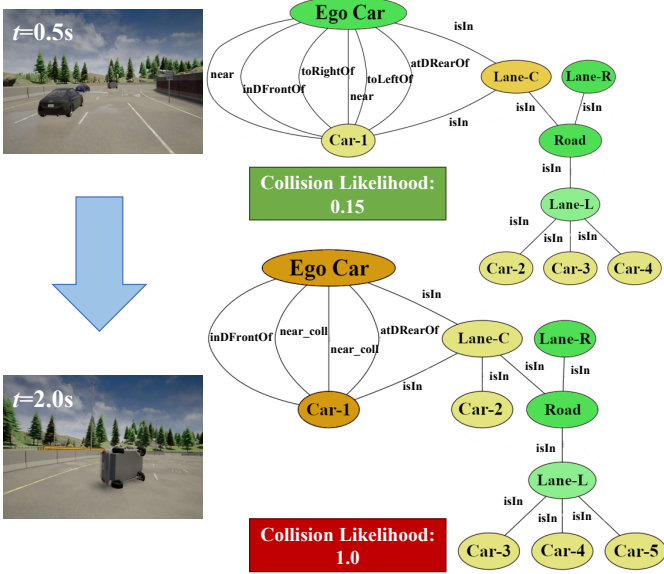 t=0.5s
Ego Car
isIn
near
inDFrontOf
toRightOf
near
toLeftOf
atDRearOf
Lane-C
Lane-R
isIn
isIn
isIn
Car-1
Road
isIn
Collision Likelihood:
0.15
Lane-L
isIn
isIn
isIn
Car-2
Car-3
Car-4
Ego Car
isIn
inDFrontOf
near_coll
near_coll
atDRearOf
Lane-C
Lane-R
isIn
isIn
isIn
isIn
t=2.0s
Car-1
Car-2
Road
isIn
Lane-L
isIn
isIn
isIn
Collision Likelihood:
1.0
Car-3
Car-4
Car-5